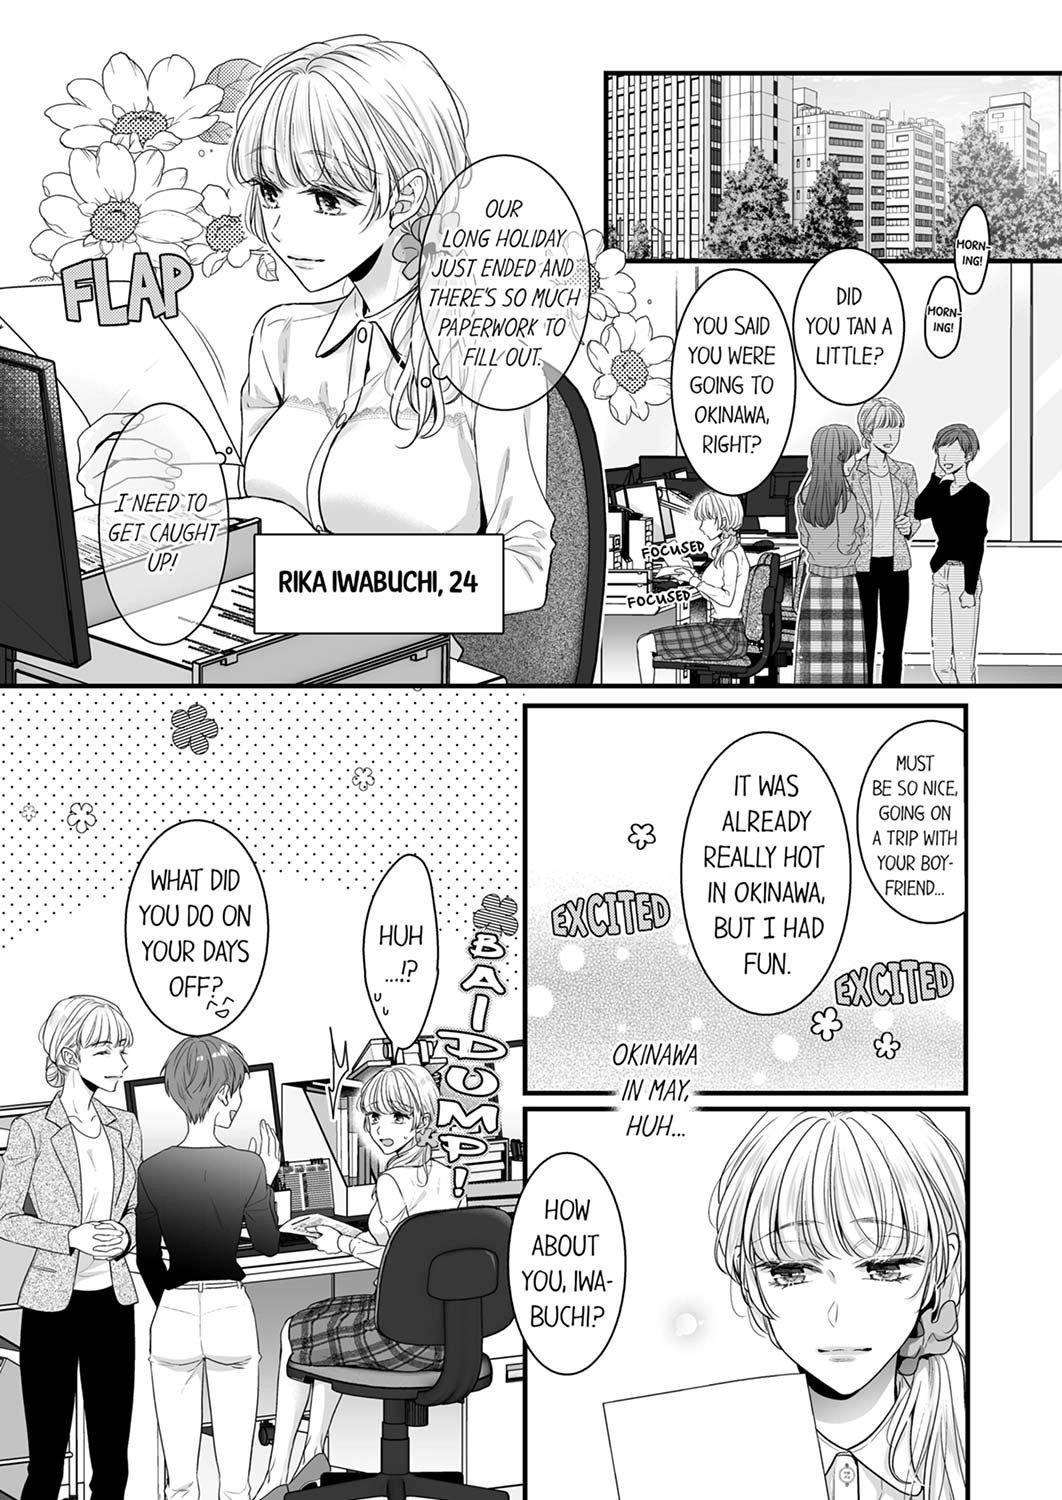 MORN-
ING!
MORN-
ING!
DID
YOU TAN A
LITTLE?
YOU SAID
YOU WERE
GOING TO
OKINAWA,
RIGHT?
FOCUSED
FOCUSED
OUR
LONG HOLIDAY
JUST ENDED AND
THERE'S SO MUCH
PAPERWORK TO
FILL OUT.
FLAP
I NEED TO
GET CAUGHT
UP!
RIKA IWABUCHI, 24
MUST
BE SO NICE,
GOING ON
A TRIP WITH
YOUR BOY-
FRIEND...
IT WAS
ALREADY
REALLY HOT
IN OKINAWA,
BUT I HAD
FUN.
EXCITED
EXCITED
OKINAWA
IN MAY,
HUH...
HOW
ABOUT
YOU, IWA-
BUCHI?
BADUMP!
HUH
...!?
WHAT DID
YOU DO ON
YOUR DAYS
OFF?